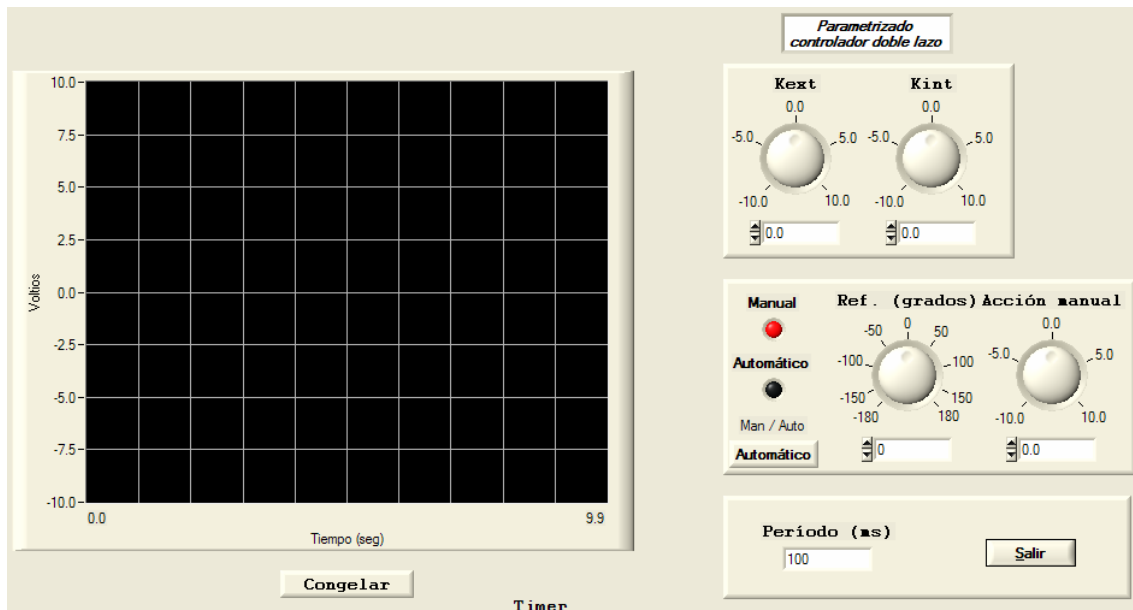 Parametrizado
controlador doble lazo
10.0
7.5
5.0
2.5
0.0
-2.5
-5.0
-7.5
-10.0
Voltios
0.0 9.9
Tiempo (seg)
Congelar
Timer
Kext Kint
0.0 0.0
-5.0 5.0 -5.0 5.0
-10.0 10.0 -10.0 10.0
0.0 0.0
Manual
Automático
Man / Auto
Automático
Ref. (grados)
0
-50 50
-100 100
-150 150
-180 180
0
Acción manual
0.0
-5.0 5.0
-10.0 10.0
0.0
Período (ms)
100
Salir